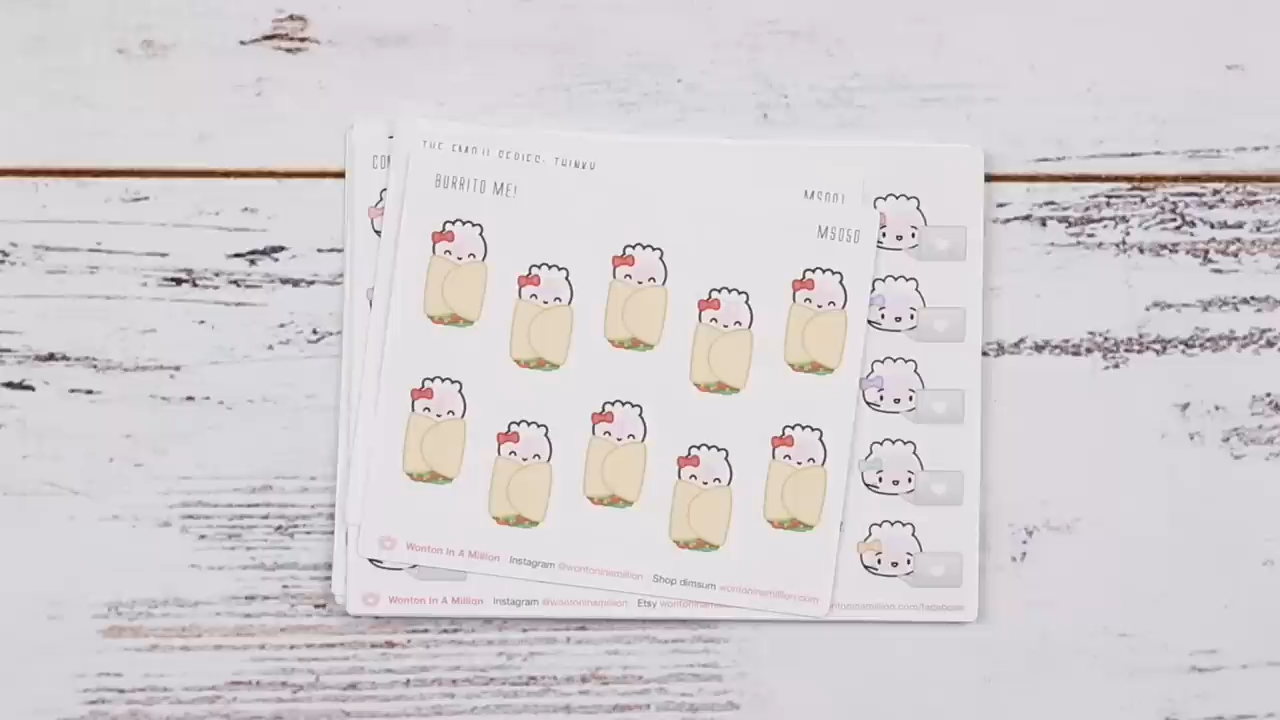 THE EMOJI SERIES: THINKY
CON
BURRITO ME!
MS001
MS050
Wonton In A Million Instagram @wontoninamillion Shop dimsum wontoninamillion.com
Wonton In A Million Instagram @wontoninamillion Etsy